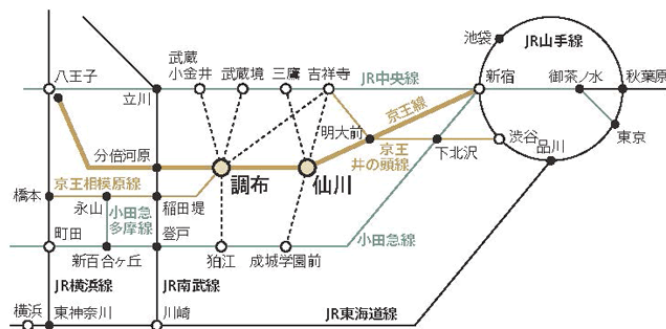 池袋
JR山手線
武蔵
小金井
武蔵境
三鷹
吉祥寺
八王子
JR中央線
新宿
御茶ノ水
秋葉原
立川
京王線
明大前
東京
分倍河原
京王
井の頭線
下北沢
渋谷
品川
調布
仙川
京王相模原線
橋本
永山
小田急
多摩線
稲田堤
町田
登戸
小田急線
新百合ヶ丘
狛江
成城学園前
JR横浜線
JR南武線
横浜
東神奈川
川崎
JR東海道線